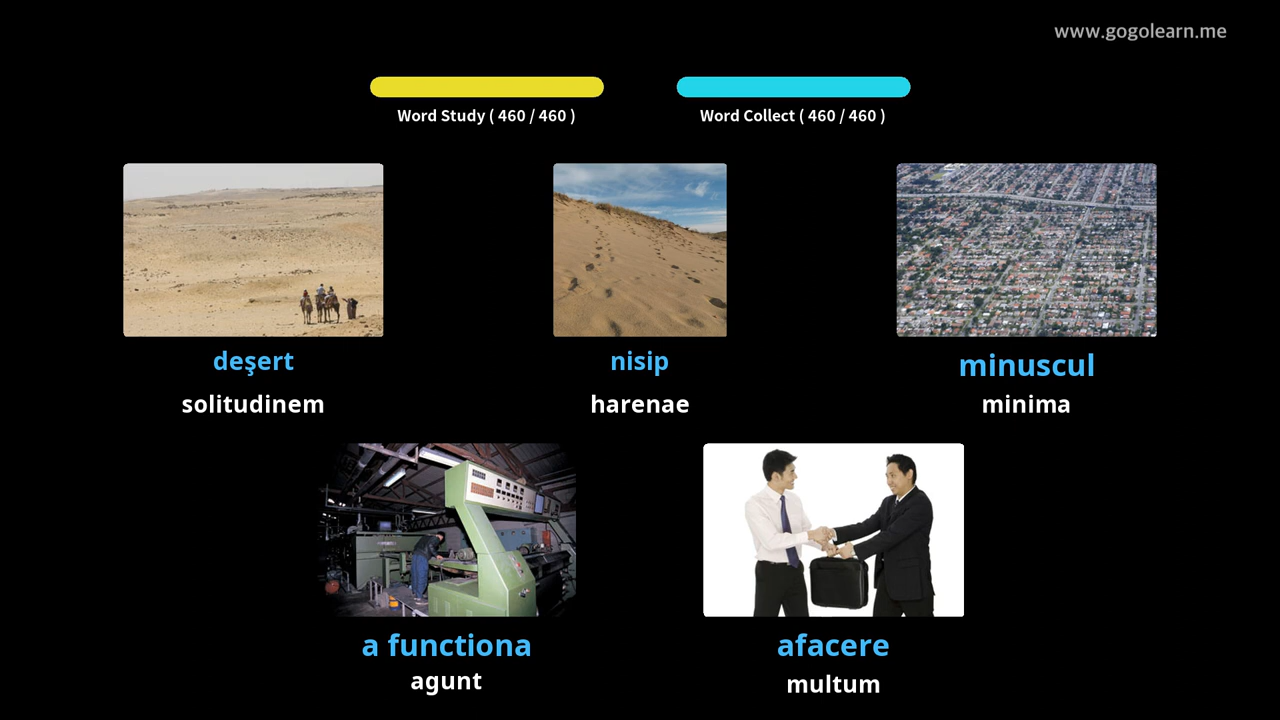 www.gogolearn.me
Word Study ( 460 / 460 )
Word Collect ( 460 / 460 )
deşert
nisip
minuscul
solitudinem
harenae
minima
a functiona
afacere
agunt
multum